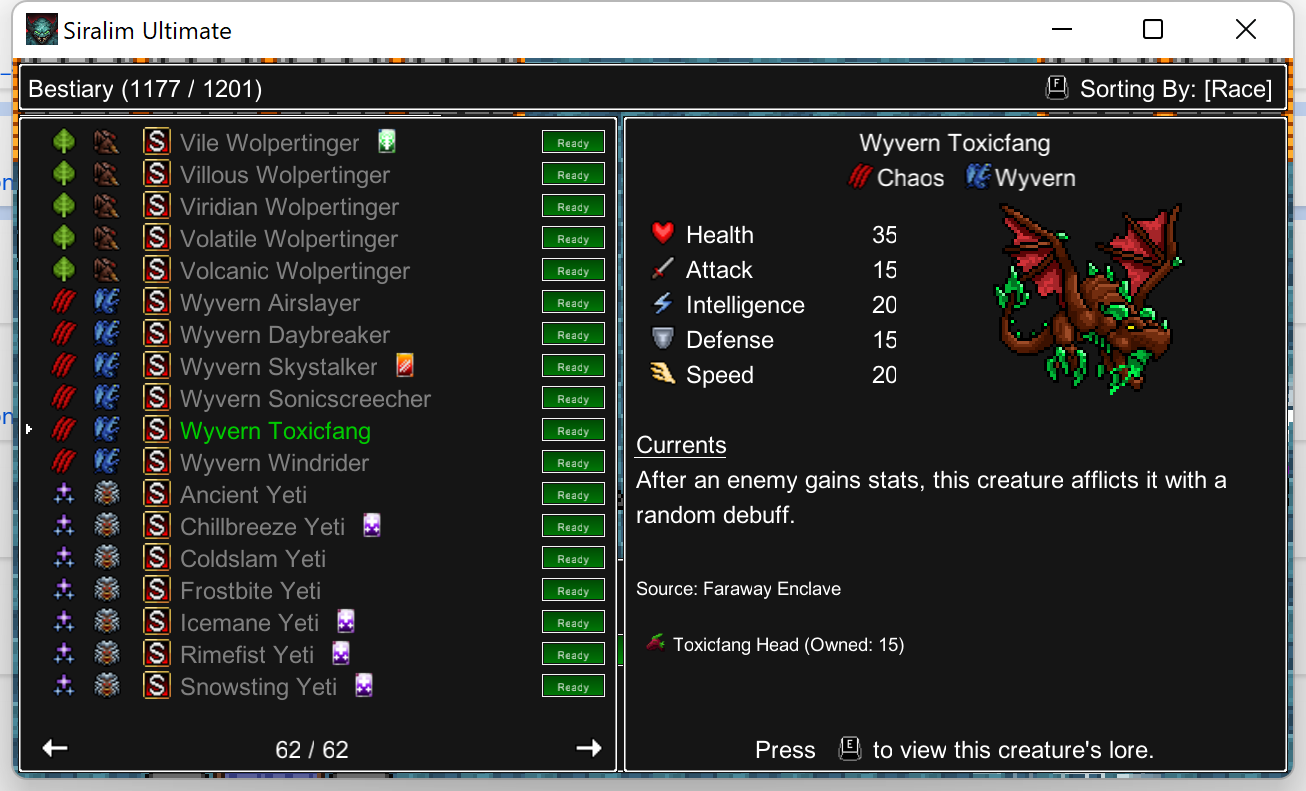 Siralim Ultimate
Bestiary (1177 / 1201)
F Sorting By: [Race]
S Vile Wolpertinger Ready
S Villous Wolpertinger Ready
S Viridian Wolpertinger Ready
S Volatile Wolpertinger Ready
S Volcanic Wolpertinger Ready
S Wyvern Airslayer Ready
S Wyvern Daybreaker Ready
S Wyvern Skystalker Ready
S Wyvern Sonicscreecher Ready
S Wyvern Toxicfang Ready
S Wyvern Windrider Ready
S Ancient Yeti Ready
S Chillbreeze Yeti Ready
S Coldslam Yeti Ready
S Frostbite Yeti Ready
S Icemane Yeti Ready
S Rimefist Yeti Ready
S Snowsting Yeti Ready
62 / 62
Wyvern Toxicfang
Chaos Wyvern
Health 35
Attack 15
Intelligence 20
Defense 15
Speed 20
Currents
After an enemy gains stats, this creature afflicts it with a
random debuff.
Source: Faraway Enclave
Toxicfang Head (Owned: 15)
Press E to view this creature's lore.